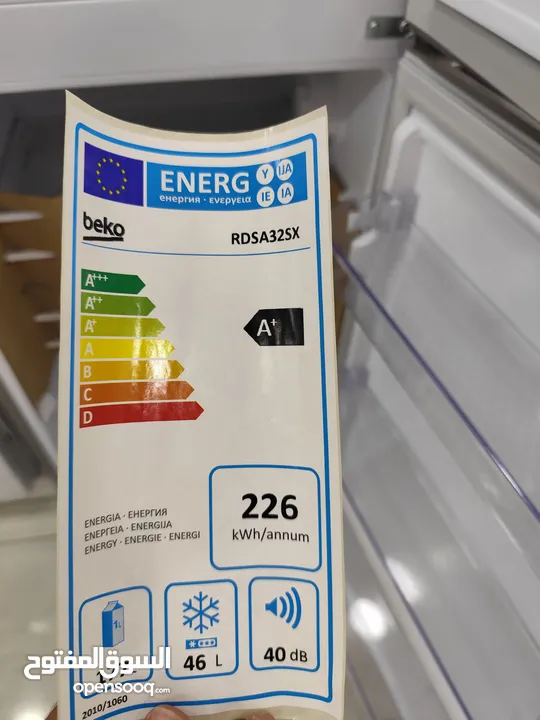 ENERG Y IJA
енергия · ενεργεια IE IA
beko
RDSA32SX
A+++
A++
A+
A
B
C
D
A+
226
kWh/annum
ENERGIA · ЕНЕРГИЯ
ΕΝΕΡΓΕΙΑ · ENERGIJA
ENERGY · ENERGIE · ENERGI
1L
46 L
40 dB
السوق المفتوح
opensooq.com
2010/1060